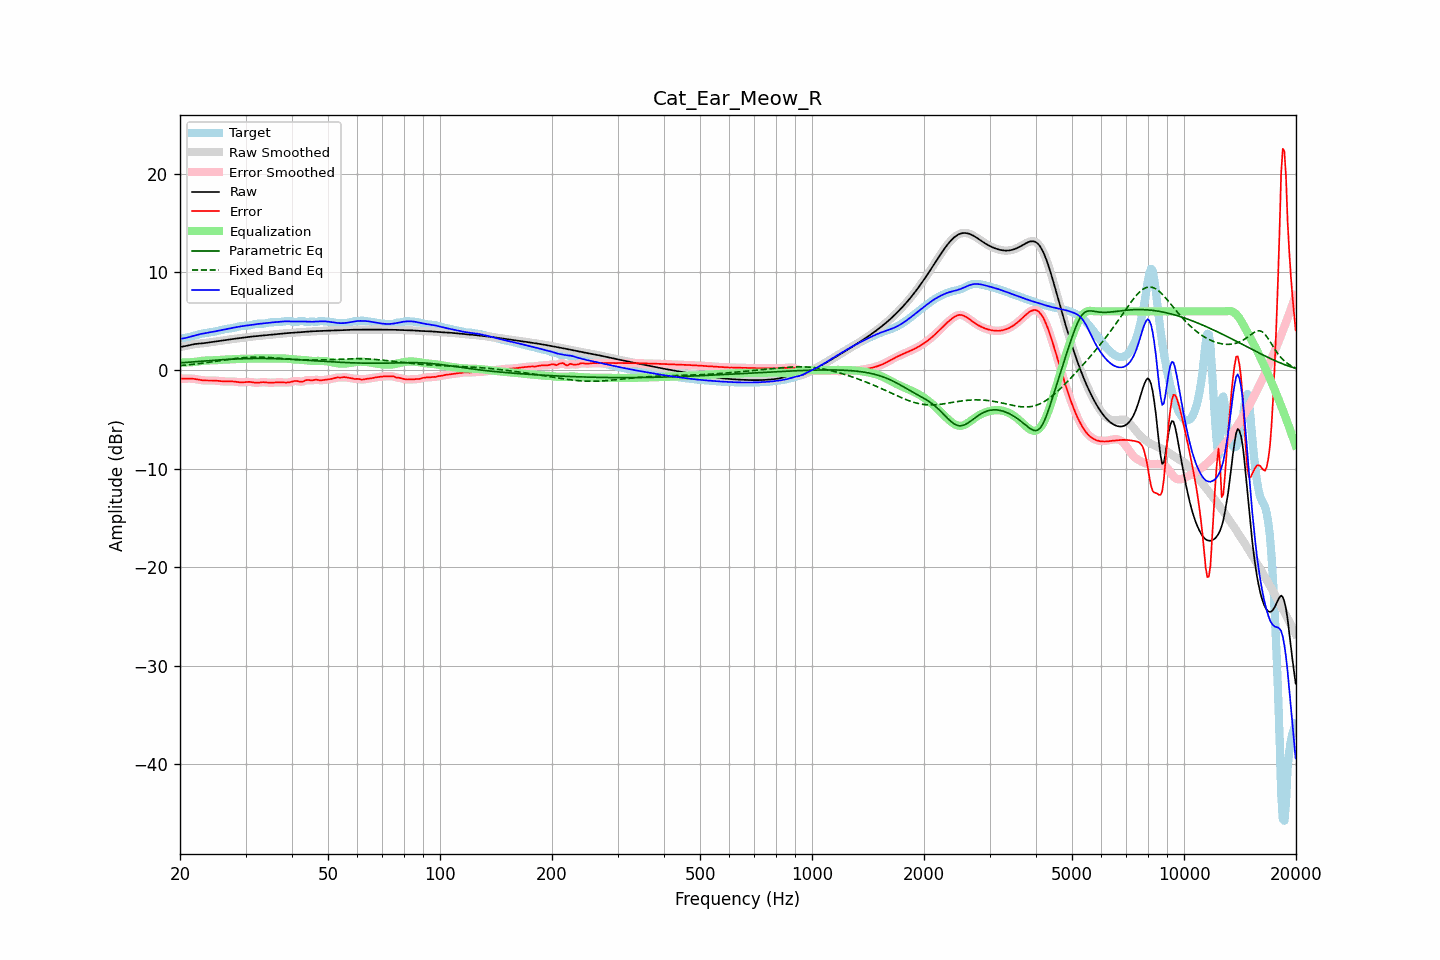 Cat_Ear_Meow_R
Target
Raw Smoothed
Error Smoothed
Raw
Error
Equalization
Parametric Eq
Fixed Band Eq
Equalized
Amplitude (dBr)
20
10
0
−10
−20
−30
−40
20 50 100 200 500 1000 2000 5000 10000 20000
Frequency (Hz)